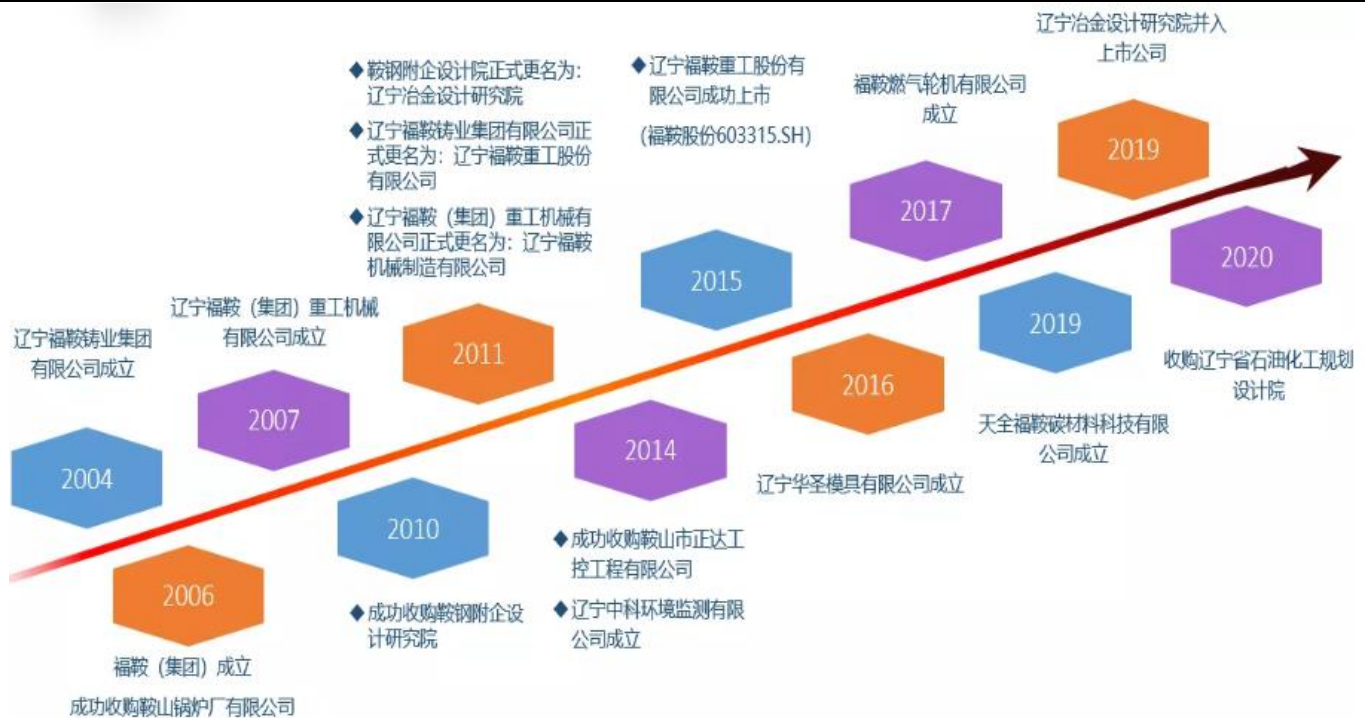 2004
辽宁福鞍铸业集团
有限公司成立
2006
福鞍（集团）成立
成功收购鞍山锅炉厂有限公司
2007
辽宁福鞍（集团）重工机械
有限公司成立
2010
◆成功收购鞍钢附企设
计研究院
2011
◆鞍钢附企设计院正式更名为：
辽宁冶金设计研究院
◆辽宁福鞍铸业集团有限公司正
式更名为：辽宁福鞍重工股份
有限公司
◆辽宁福鞍（集团）重工机械有
限公司正式更名为：辽宁福鞍
机械制造有限公司
2014
◆成功收购鞍山市正达工
控工程有限公司
◆辽宁中科环境监测有限
公司成立
2015
◆辽宁福鞍重工股份有
限公司成功上市
（福鞍股份603315.SH）
2016
辽宁华圣模具有限公司成立
2017
福鞍燃气轮机有限公司
成立
2019
天全福鞍碳材料科技有限
公司成立
2019
辽宁冶金设计研究院并入
上市公司
2020
收购辽宁省石油化工规划
设计院